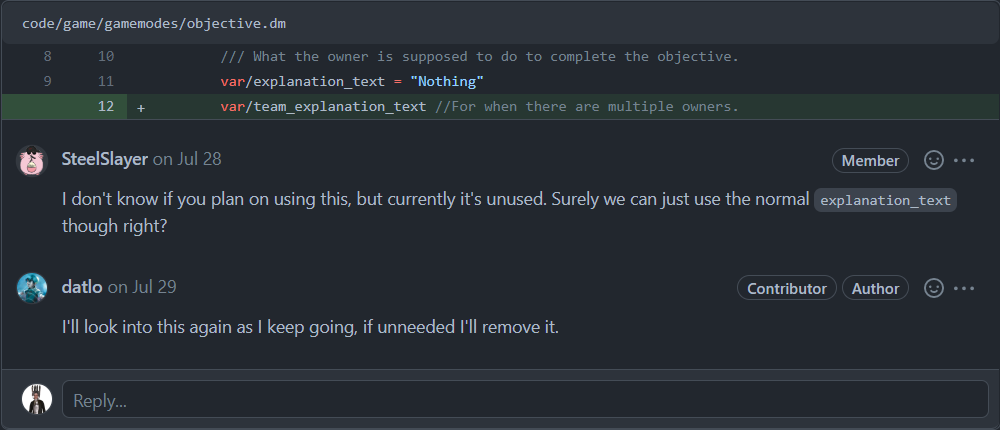 code/game/gamemodes/objective.dm
8 10 /// What the owner is supposed to do to complete the objective.
9 11 var/explanation_text = "Nothing"
12 + var/team_explanation_text //For when there are multiple owners.
SteelSlayer on Jul 28 Member
I don't know if you plan on using this, but currently it's unused. Surely we can just use the normal explanation_text
though right?
datlo on Jul 29 Contributor Author
I'll look into this again as I keep going, if unneeded I'll remove it.
Reply...